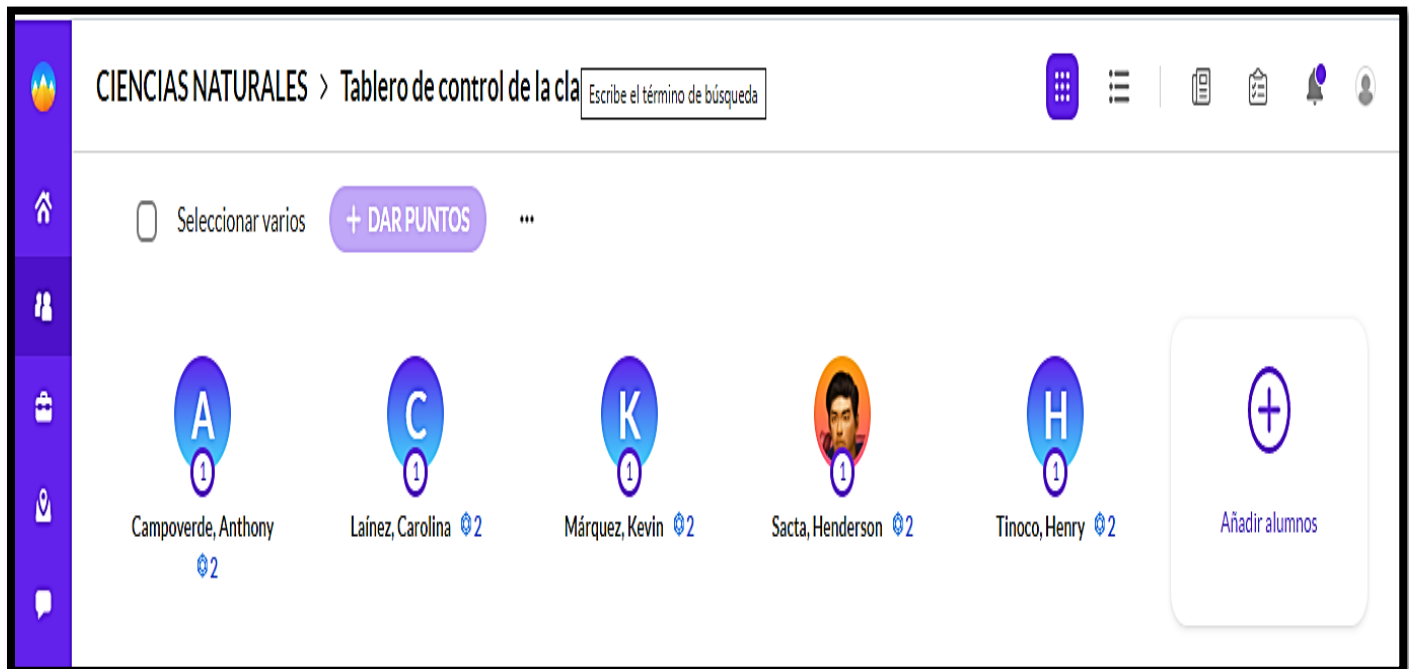 CIENCIAS NATURALES > Tablero de control de la cla
Escribe el término de búsqueda
Seleccionar varios + DAR PUNTOS ...
A C K H
1 1 1 1 1
Campoverde, Anthony Laínez, Carolina 2 Márquez, Kevin 2 Sacta, Henderson 2 Tinoco, Henry 2 Añadir alumnos
2